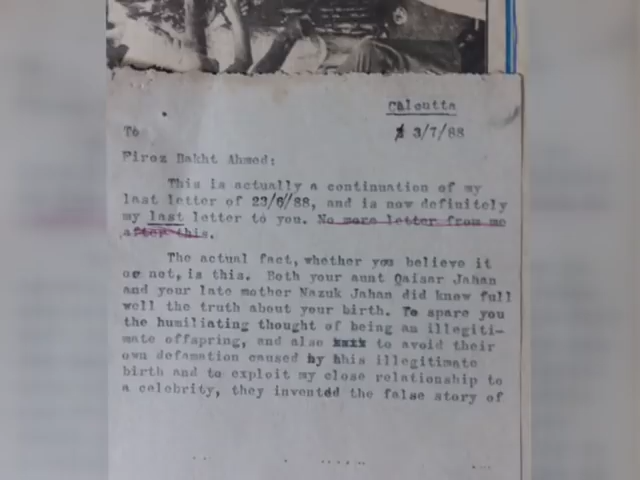 Calcutta
3/7/88
To
Firoz Bakht Ahmed:
This is actually a continuation of my
last letter of 23/6/88, and is now definitely
my last letter to you. No more letter from me
after this.
The actual fact, whether you believe it
or not, is this. Both your aunt Qaisar Jahan
and your late mother Nazuk Jahan did know full
well the truth about your birth. To spare you
the humiliating thought of being an illegiti-
mate offspring, and also to avoid their
own defamation caused by this illegitimate
birth and to exploit my close relationship to
a celebrity, they invented the false story of